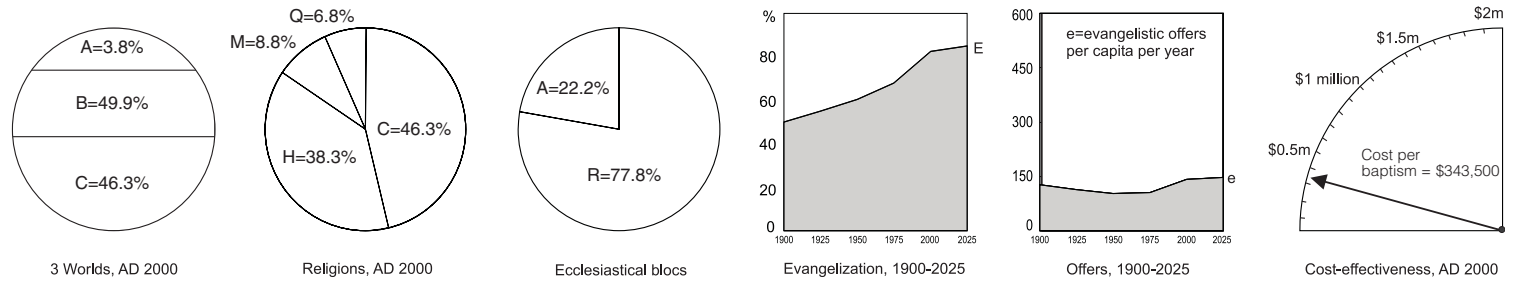 A=3.8%
B=49.9%
C=46.3%
3 Worlds, AD 2000
Q=6.8%
M=8.8%
C=46.3%
H=38.3%
Religions, AD 2000
A=22.2%
R=77.8%
Ecclesiastical blocs
%
80
60
40
20
0
E
1900 1925 1950 1975 2000 2025
Evangelization, 1900-2025
600
450
300
150
0
e=evangelistic offers
per capita per year
e
1900 1925 1950 1975 2000 2025
Offers, 1900-2025
$2m
$1.5m
$1 million
$0.5m
Cost per
baptism = $343,500
Cost-effectiveness, AD 2000